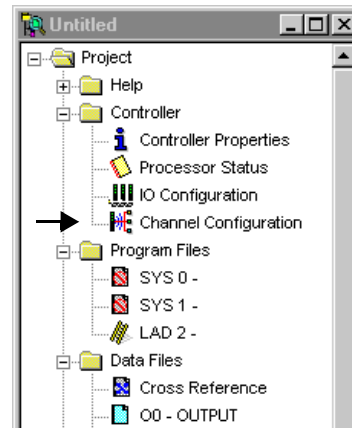 Untitled
Project
Help
Controller
Controller Properties
Processor Status
IO Configuration
Channel Configuration
Program Files
SYS 0 -
SYS 1 -
LAD 2 -
Data Files
Cross Reference
O0 - OUTPUT